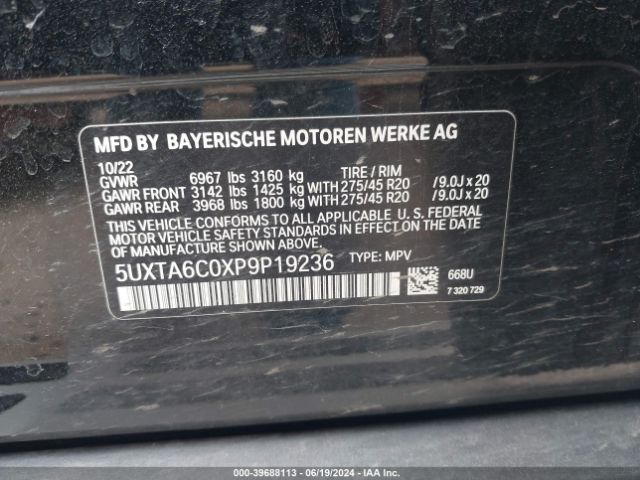 MFD BY BAYERISCHE MOTOREN WERKE AG
10/22
GVWR 6967 lbs 3160 kg TIRE / RIM
GAWR FRONT 3142 lbs 1425 kg WITH 275/45 R20 / 9.0J x 20
GAWR REAR 3968 lbs 1800 kg WITH 275/45 R20 / 9.0J x 20
THIS VEHICLE CONFORMS TO ALL APPLICABLE U. S. FEDERAL
MOTOR VEHICLE SAFETY STANDARDS IN EFFECT ON THE DATE
OF MANUFACTURE SHOWN ABOVE.
5UXTA6C0XP9P19236 TYPE: MPV
668U
7 320 729
000-39688113 - 06/19/2024 - IAA Inc.